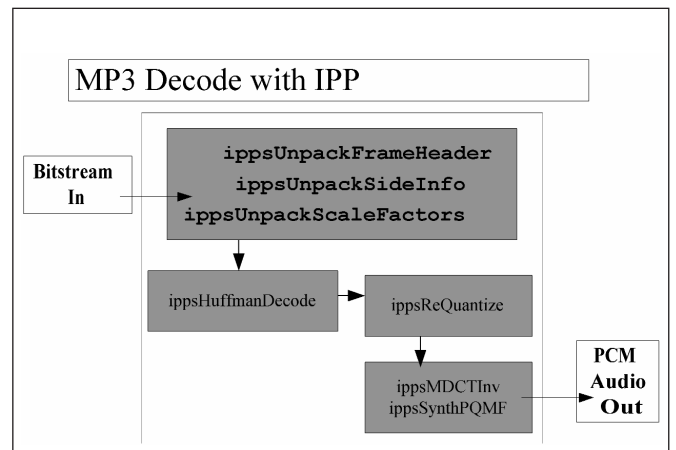 MP3 Decode with IPP
Bitstream
In
ippsUnpackFrameHeader
ippsUnpackSideInfo
ippsUnpackScaleFactors
ippsHuffmanDecode
ippsReQuantize
ippsMDCTInv
ippsSynthPQMF
PCM
Audio
Out